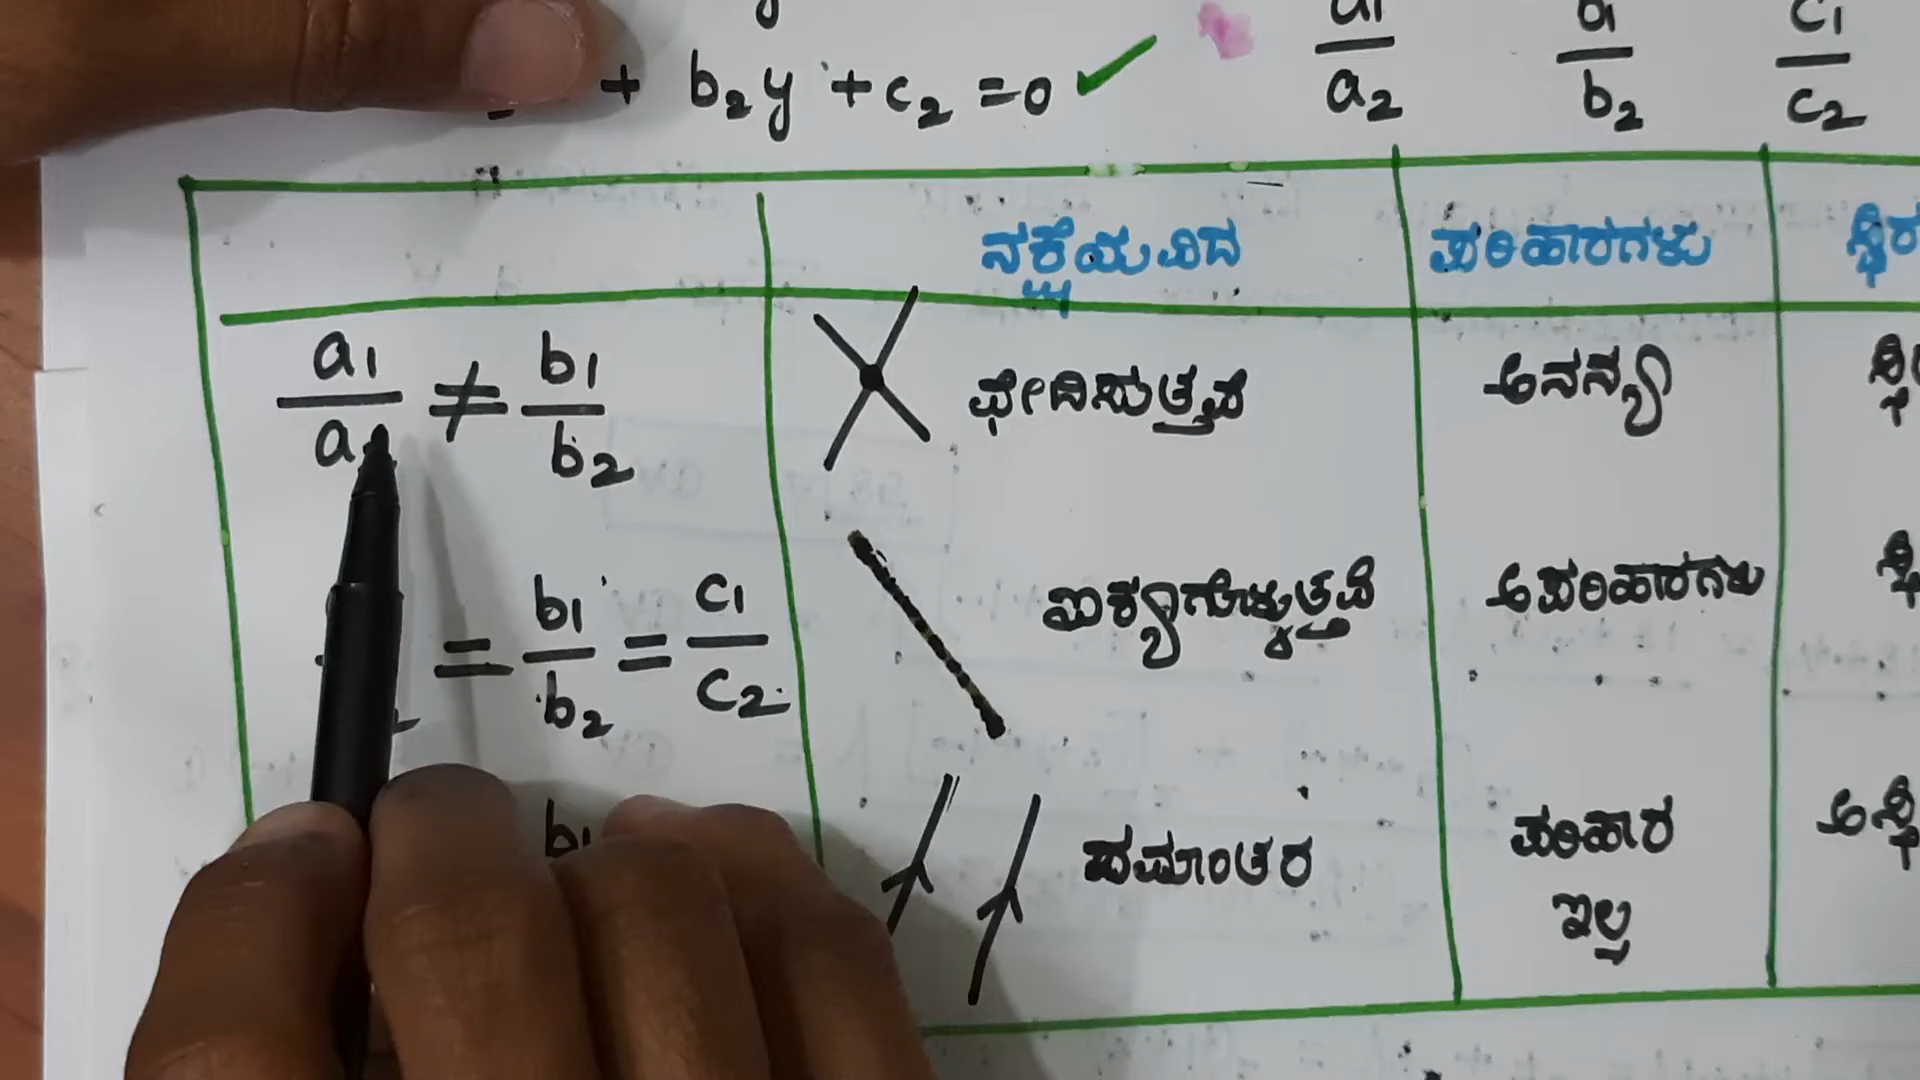 + b₂y + c₂ = 0 ✓
a₁/a₂ b₁/b₂ c₁/c₂
ನಕ್ಷೆಯ ವಿಧ ಪರಿಹಾರಗಳು
a₁/a₂ ≠ b₁/b₂ ಛೇದಿಸುತ್ತವೆ ಅನನ್ಯ
= b₁/b₂ = c₁/c₂ ಐಕ್ಯಗೊಳ್ಳುತ್ತವೆ ಅಪರಿಹಾರಗಳು
b₁ ಸಮಾಂತರ ಪರಿಹಾರ
ಇಲ್ಲ